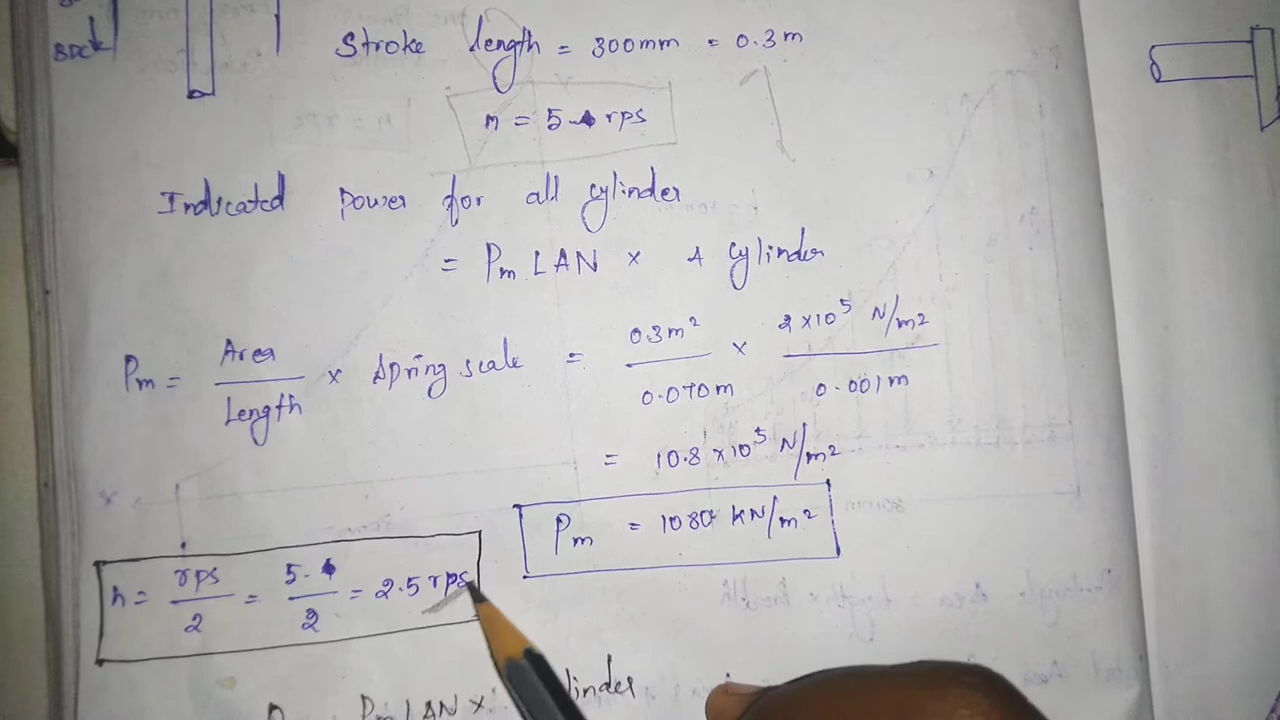 BDC
Stroke length = 300mm = 0.3m
n = 5 rps
Indicated power for all cylinder
= Pm LAN × 4 cylinder
Pm = Area / Length × Spring scale = 0.3m² / 0.070m × 2×10⁵ N/m² / 0.001m
= 10.8 × 10⁵ N/m²
Pm = 1080 KN/m²
n = rps / 2 = 5. / 2 = 2.5 rps
Pm LAN × linder